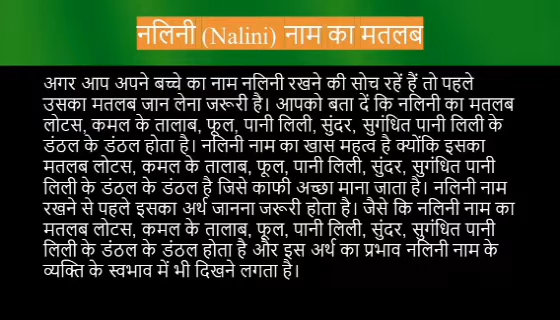 नलिनी (Nalini) नाम का मतलब
अगर आप अपने बच्चे का नाम नलिनी रखने की सोच रहें हैं तो पहले
उसका मतलब जान लेना जरूरी है। आपको बता दें कि नलिनी का मतलब
लोटस, कमल के तालाब, फूल, पानी लिली, सुंदर, सुगंधित पानी लिली के
डंठल के डंठल होता है। नलिनी नाम का खास महत्व है क्योंकि इसका
मतलब लोटस, कमल के तालाब, फूल, पानी लिली, सुंदर, सुगंधित पानी
लिली के डंठल के डंठल है जिसे काफी अच्छा माना जाता है। नलिनी नाम
रखने से पहले इसका अर्थ जानना जरूरी होता है। जैसे कि नलिनी नाम का
मतलब लोटस, कमल के तालाब, फूल, पानी लिली, सुंदर, सुगंधित पानी
लिली के डंठल के डंठल होता है और इस अर्थ का प्रभाव नलिनी नाम के
व्यक्ति के स्वभाव में भी दिखने लगता है।